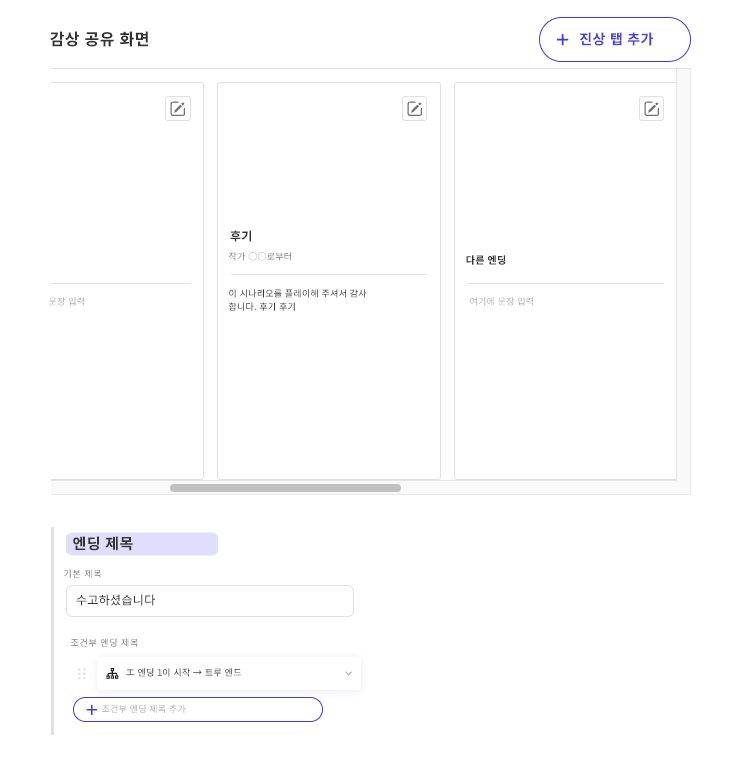 감상 공유 화면
+ 진상 탭 추가
후기
작가 〇〇로부터
다른 엔딩
문장 입력
이 시나리오를 플레이해 주셔서 감사
합니다. 후기 후기
여기에 문장 입력
엔딩 제목
기본 제목
수고하셨습니다
조건부 엔딩 제목
엔딩 1이 시작 → 트루 엔드
+ 조건부 엔딩 제목 추가